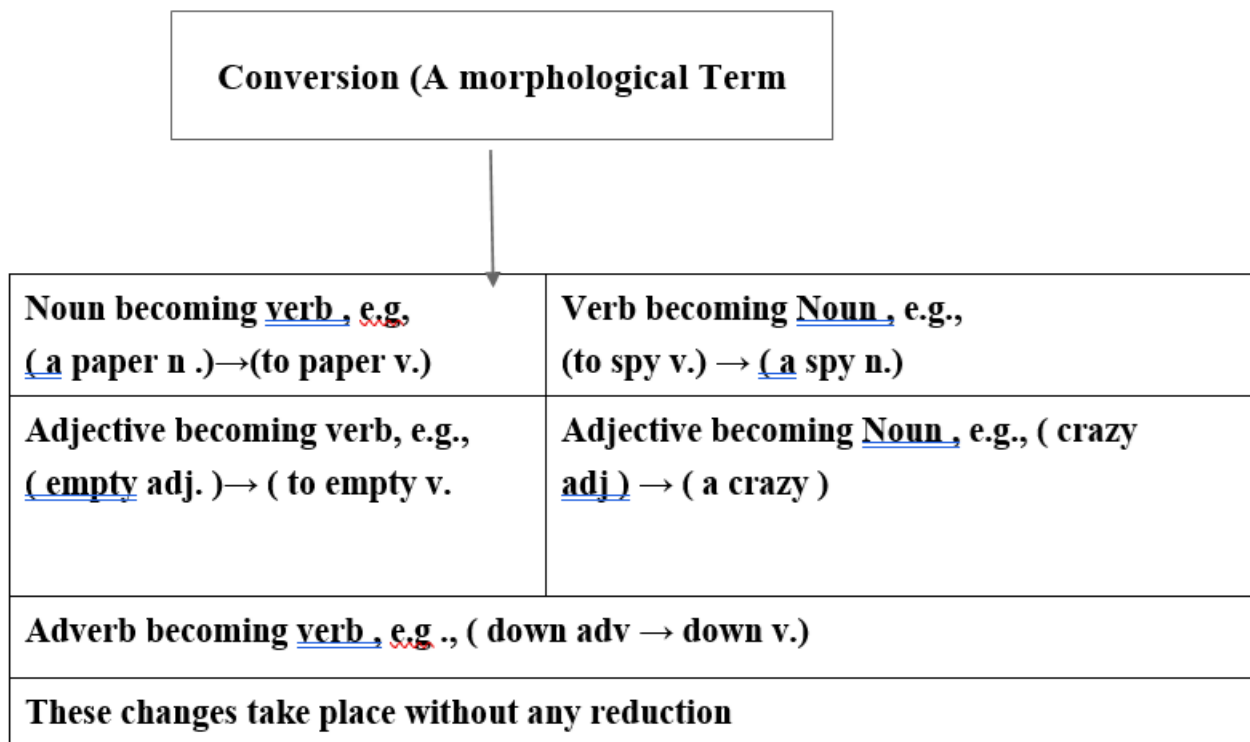 Conversion (A morphological Term
Noun becoming verb , e.g,
( a paper n .)→(to paper v.)
Verb becoming Noun , e.g.,
(to spy v.) → ( a spy n.)
Adjective becoming verb, e.g.,
( empty adj. )→ ( to empty v.
Adjective becoming Noun , e.g., ( crazy
adj ) → ( a crazy )
Adverb becoming verb , e.g ., ( down adv → down v.)
These changes take place without any reduction